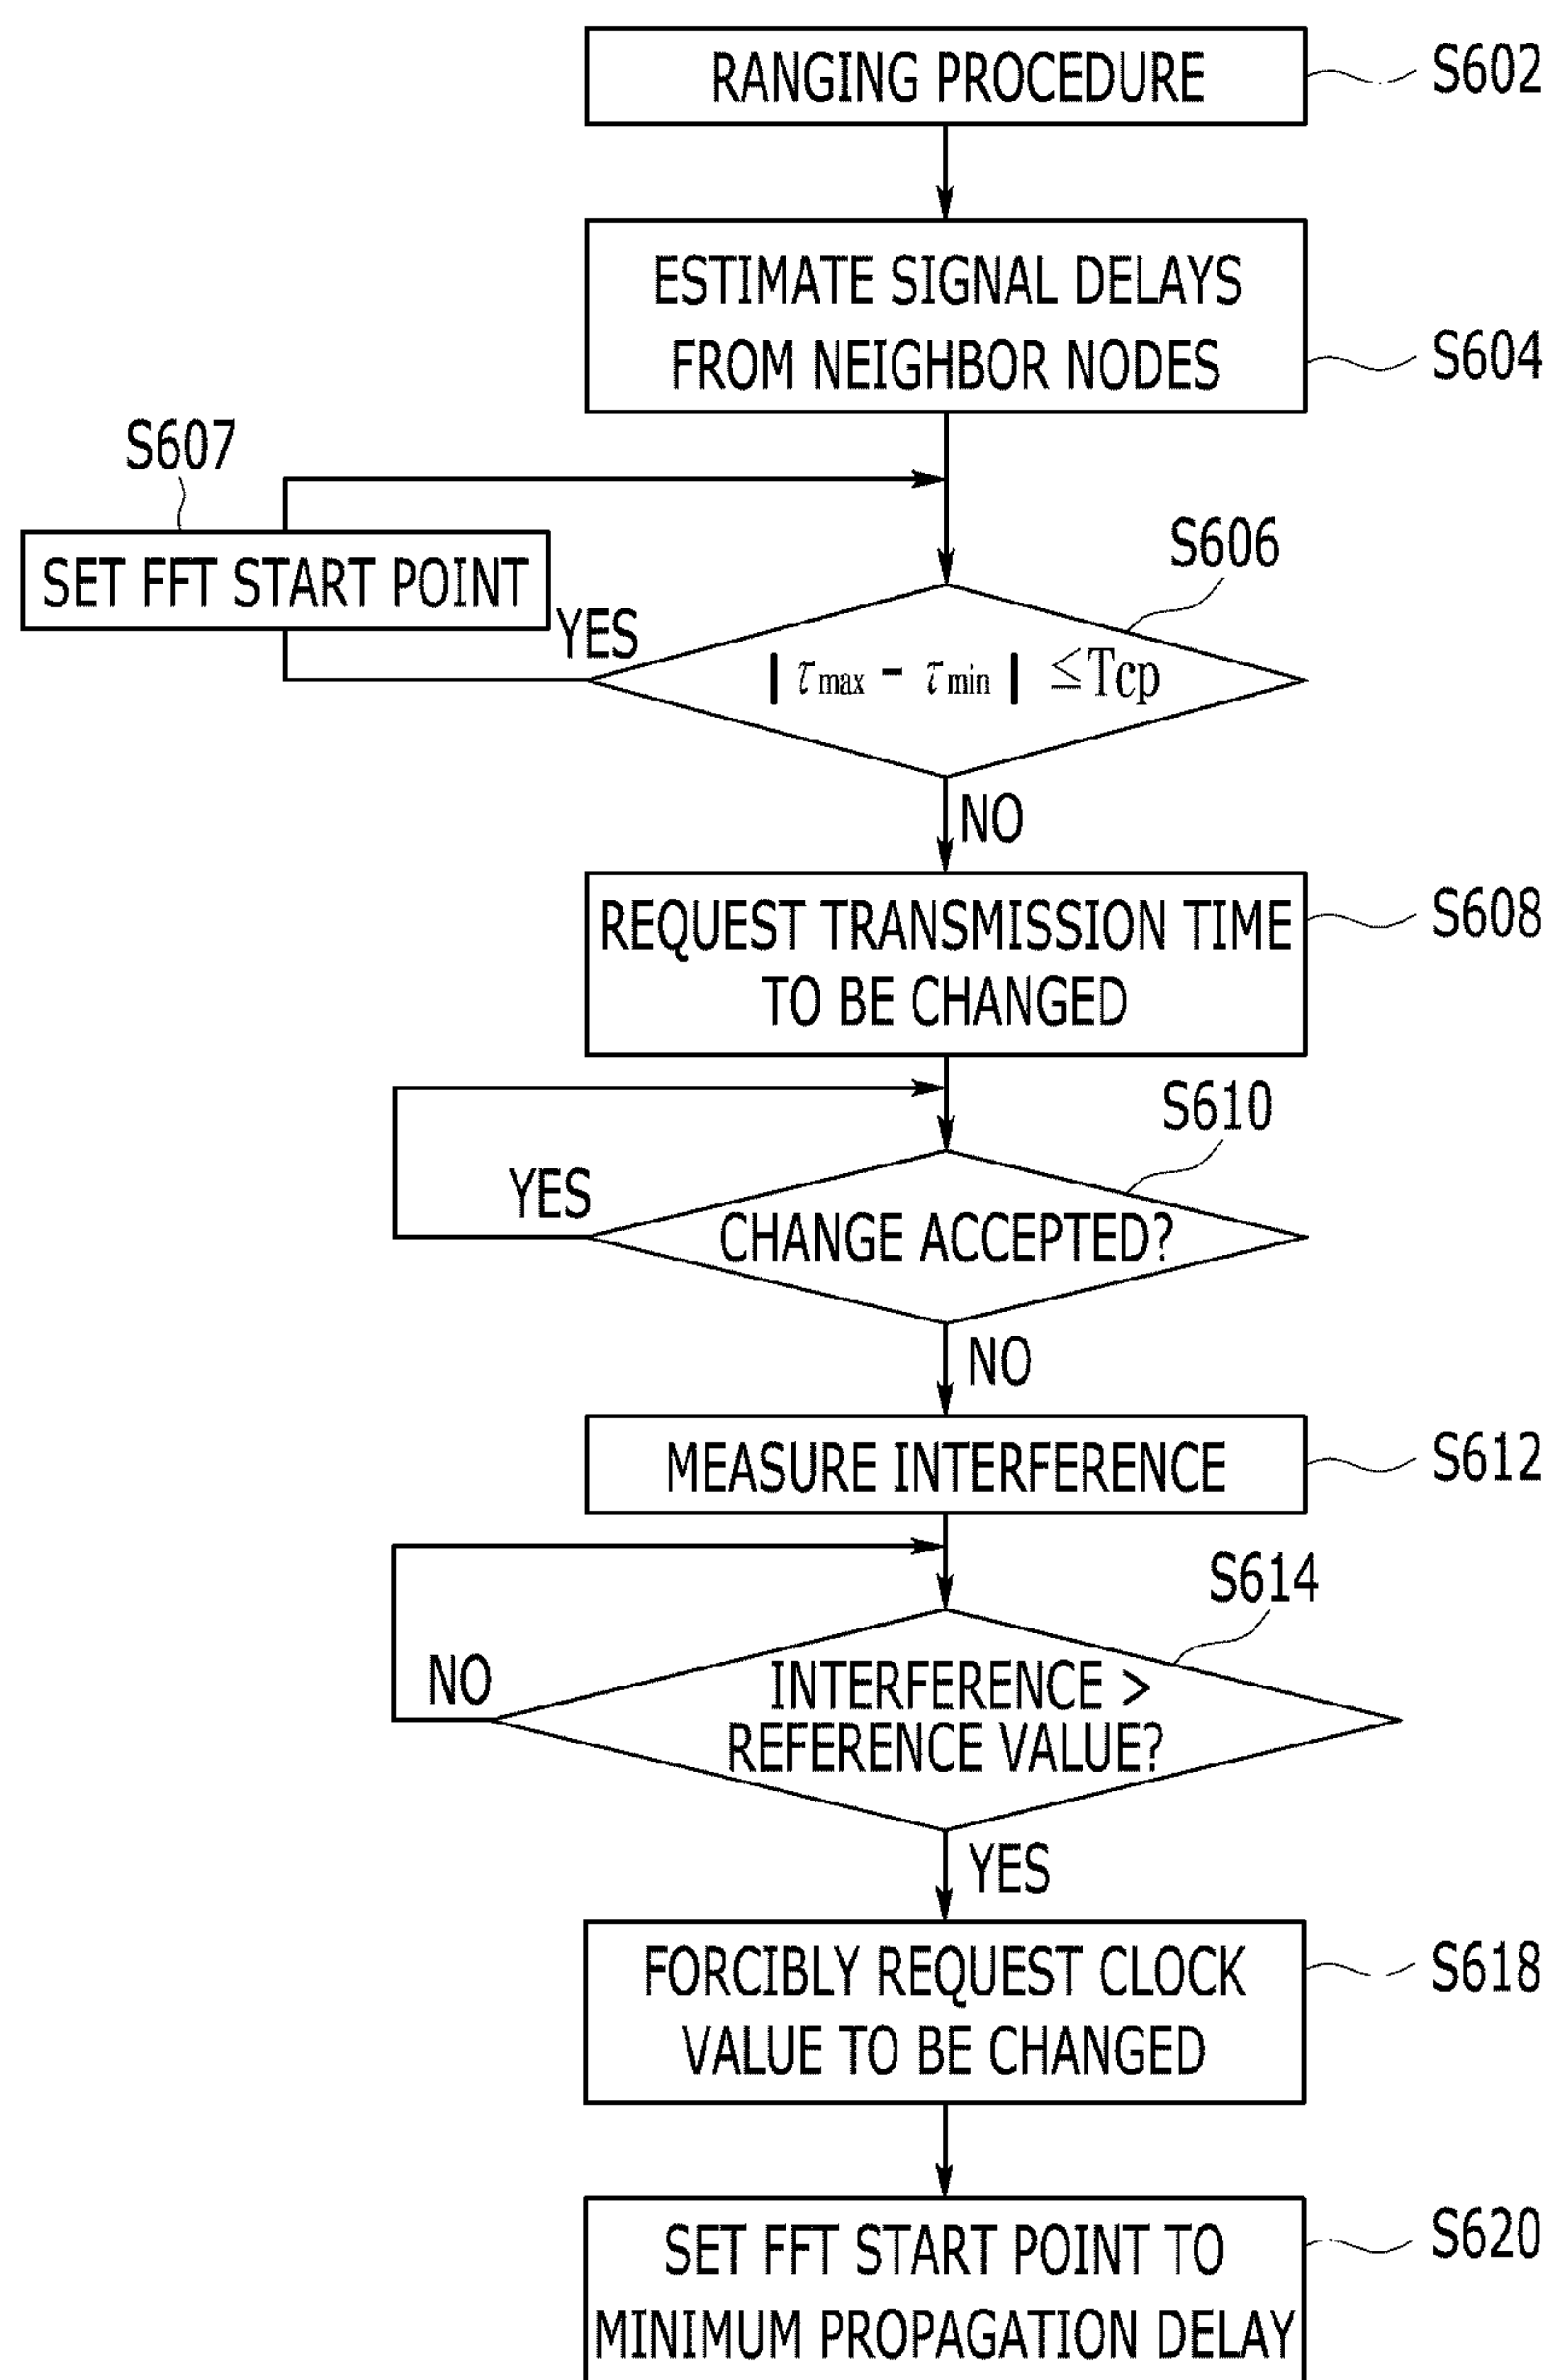 RANGING PROCEDURE
S602
ESTIMATE SIGNAL DELAYS
FROM NEIGHBOR NODES
S604
S607
SET FFT START POINT
S606
YES
| τmax - τmin | ≤Tcp
NO
REQUEST TRANSMISSION TIME
TO BE CHANGED
S608
S610
YES
CHANGE ACCEPTED?
NO
MEASURE INTERFERENCE
S612
S614
NO
INTERFERENCE >
REFERENCE VALUE?
YES
FORCIBLY REQUEST CLOCK
VALUE TO BE CHANGED
S618
SET FFT START POINT TO
MINIMUM PROPAGATION DELAY
S620